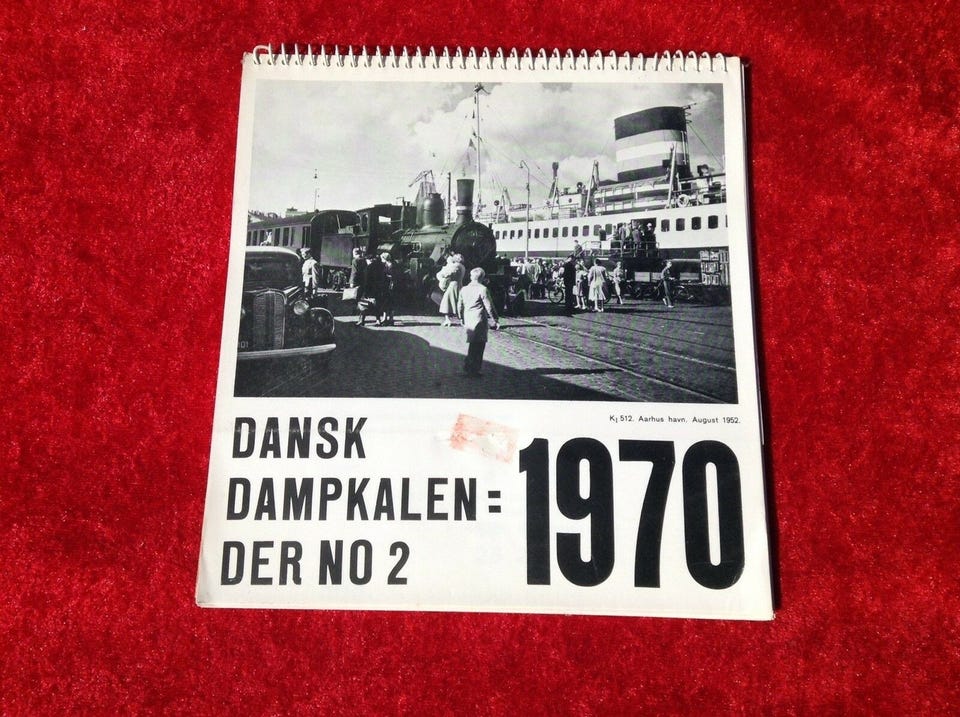 K₁ 512. Aarhus havn. August 1952.
DANSK
DAMPKALEN=
DER NO 2
1970